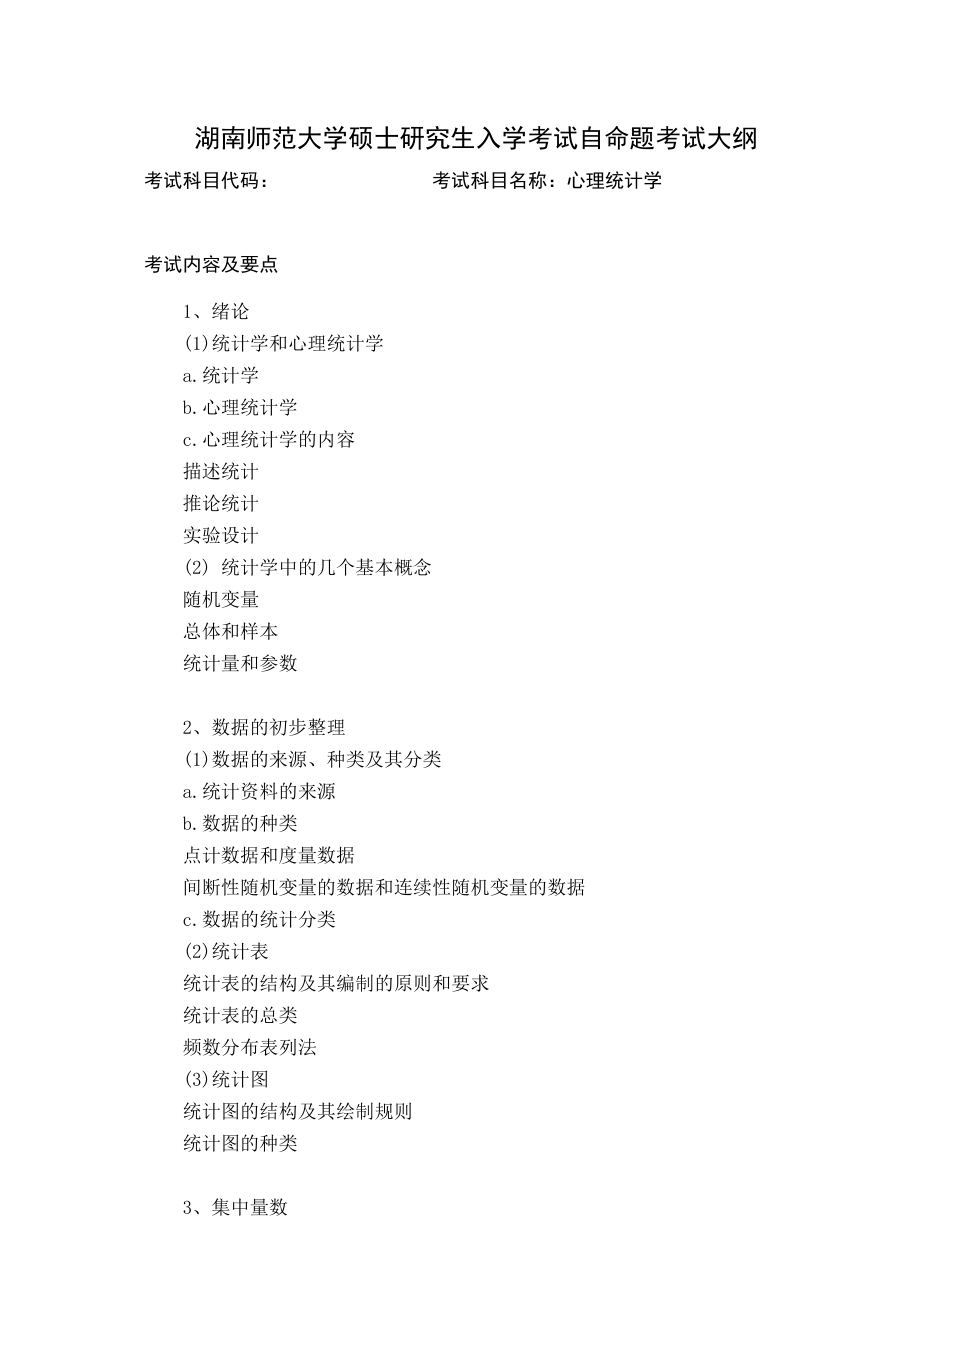 湖南师范大学硕士研究生入学考试自命题考试大纲
考试科目代码： 考试科目名称：心理统计学
考试内容及要点
1、绪论
(1)统计学和心理统计学
a.统计学
b.心理统计学
c.心理统计学的内容
描述统计
推论统计
实验设计
(2) 统计学中的几个基本概念
随机变量
总体和样本
统计量和参数
2、数据的初步整理
(1)数据的来源、种类及其分类
a.统计资料的来源
b.数据的种类
点计数据和度量数据
间断性随机变量的数据和连续性随机变量的数据
c.数据的统计分类
(2)统计表
统计表的结构及其编制的原则和要求
统计表的总类
频数分布表列法
(3)统计图
统计图的结构及其绘制规则
统计图的种类
3、集中量数